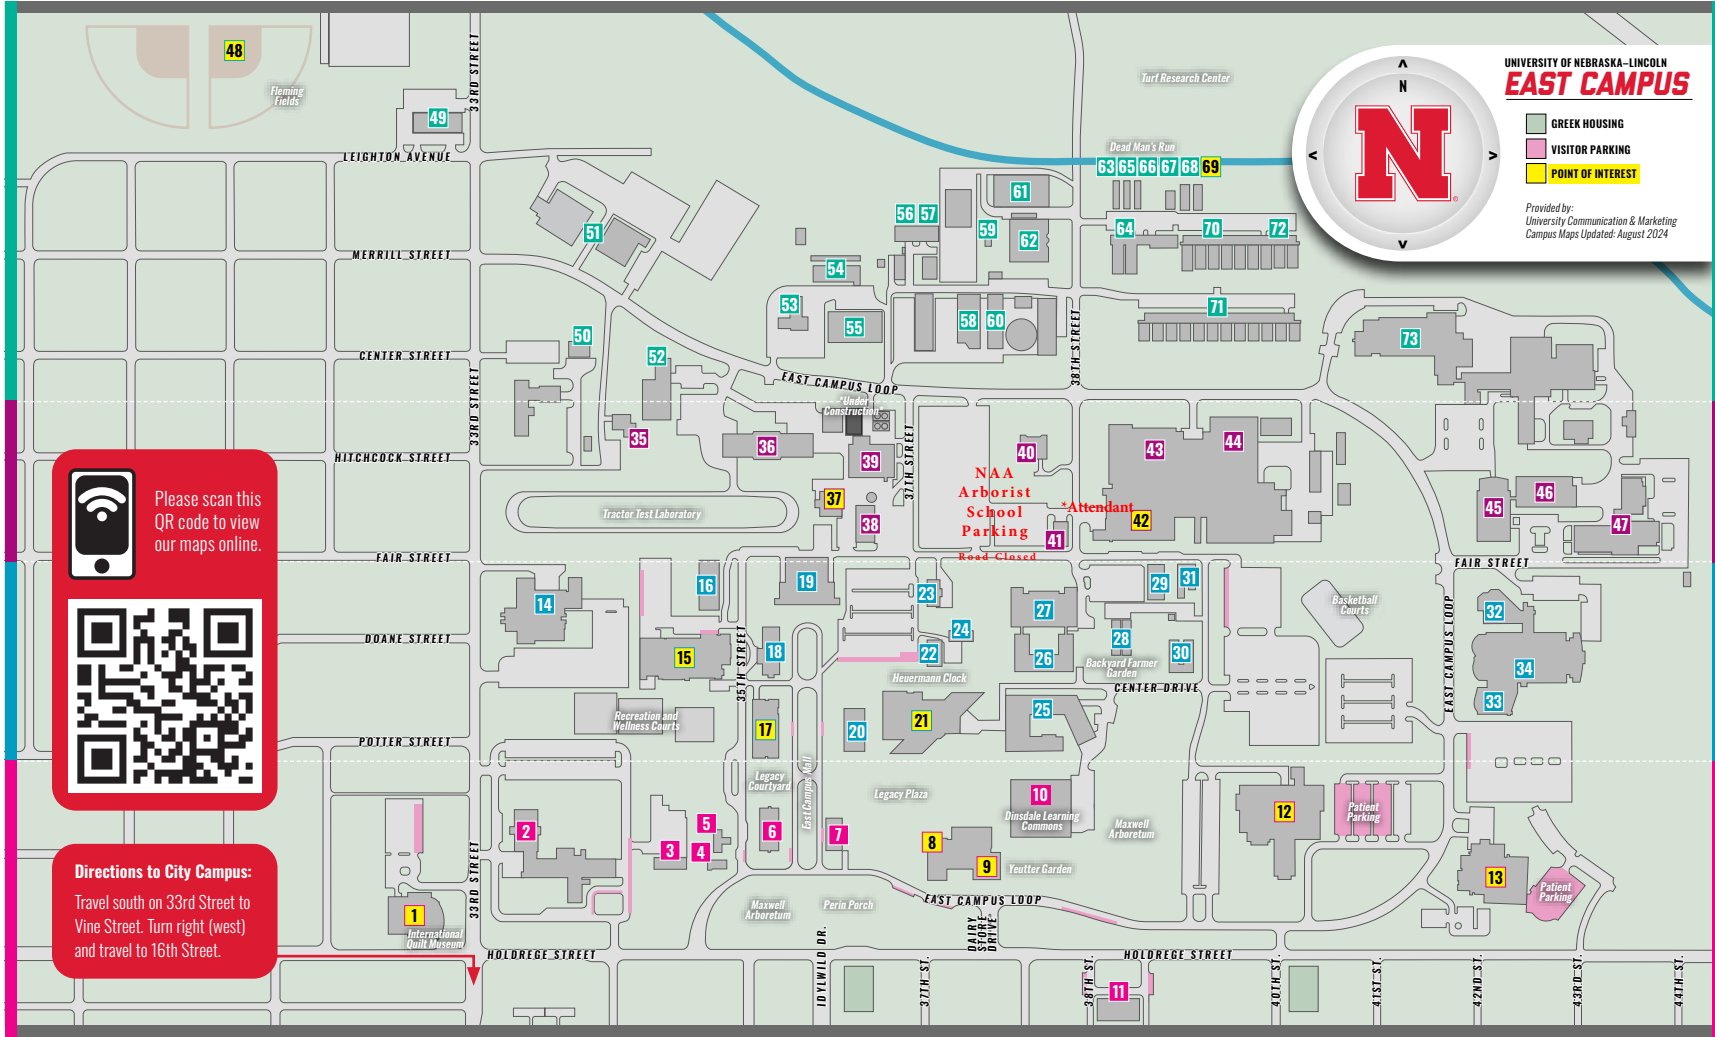 48
Fleming
Fields
33RD STREET
49
LEIGHTON AVENUE
Turf Research Center
Dead Man's Run
63 65 66 67 68 69
N
N
UNIVERSITY OF NEBRASKA–LINCOLN
EAST CAMPUS
GREEK HOUSING
VISITOR PARKING
POINT OF INTEREST
Provided by:
University Communication & Marketing
Campus Maps Updated: August 2024
61
56 57
59
62
64
70
72
51
MERRILL STREET
54
53
55
58
60
71
50
52
CENTER STREET
33RD STREET
38TH STREET
73
EAST CAMPUS LOOP
*Under
Construction*
35
36
39
37TH STREET
40
43
44
HITCHCOCK STREET
NAA
Arborist
School
Parking
*Attendant
Road Closed
37
38
41
42
45
46
47
Tractor Test Laboratory
FAIR STREET
FAIR STREET
Please scan this
QR code to view
our maps online.
14
16
19
23
27
29
31
Basketball
Courts
32
24
22
18
15
35TH STREET
26
28
30
Backyard Farmer
Garden
34
33
EAST CAMPUS LOOP
DOANE STREET
Heuermann Clock
CENTER DRIVE
Recreation and
Wellness Courts
17
20
21
25
POTTER STREET
Legacy
Courtyard
East Campus Mall
Legacy Plaza
10
Dinsdale Learning
Commons
Maxwell
Arboretum
12
Patient
Parking
2
5
3
4
6
7
8
9
Yeutter Garden
13
Patient
Parking
Directions to City Campus:
Travel south on 33rd Street to
Vine Street. Turn right (west)
and travel to 16th Street.
33RD STREET
1
International
Quilt Museum
Maxwell
Arboretum
Perin Porch
EAST CAMPUS LOOP
DAIRY
STORE
DRIVE
HOLDREGE STREET
HOLDREGE STREET
IDYLWILD DR.
37TH ST.
38TH ST.
11
40TH ST.
41ST ST.
42ND ST.
43RD ST.
44TH ST.